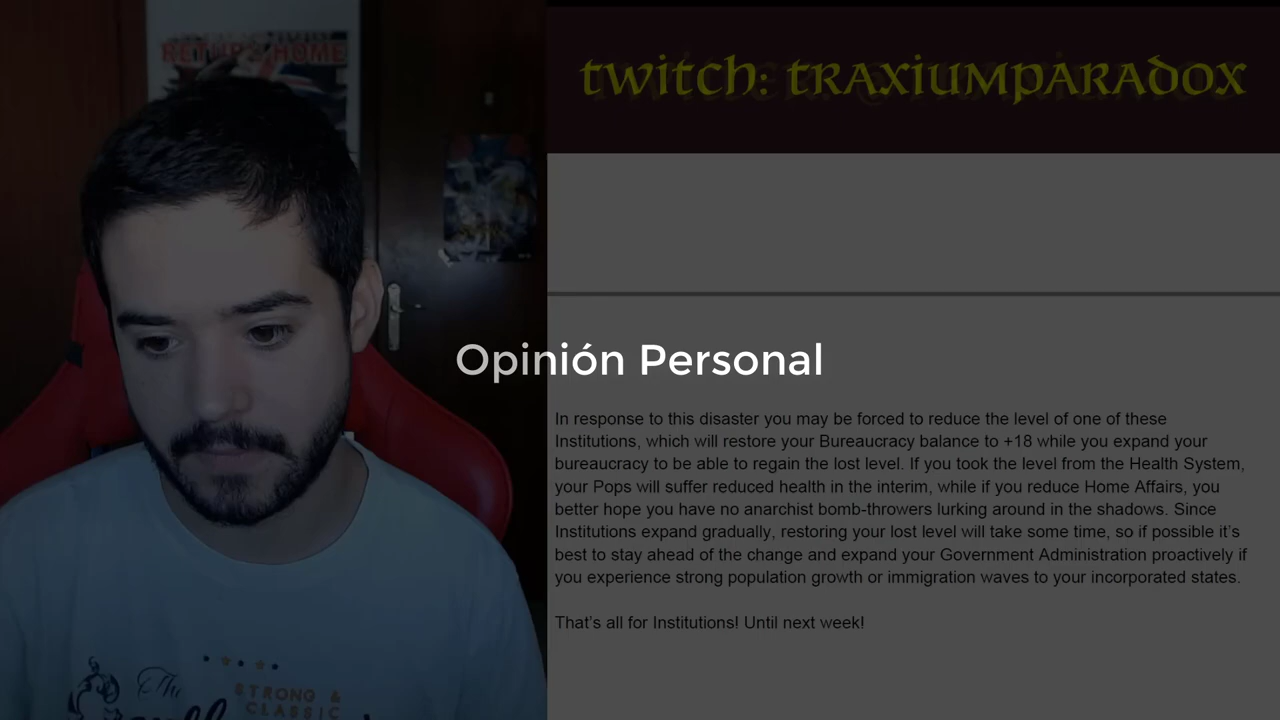 RETURN HOME
twitch: traxiumparadox
Opinión Personal
In response to this disaster you may be forced to reduce the level of one of these
Institutions, which will restore your Bureaucracy balance to +18 while you expand your
bureaucracy to be able to regain the lost level. If you took the level from the Health System,
your Pops will suffer reduced health in the interim, while if you reduce Home Affairs, you
better hope you have no anarchist bomb-throwers lurking around in the shadows. Since
Institutions expand gradually, restoring your lost level will take some time, so if possible it’s
best to stay ahead of the change and expand your Government Administration proactively if
you experience strong population growth or immigration waves to your incorporated states.
That’s all for Institutions! Until next week!
The
STRONG &
CLASSIC